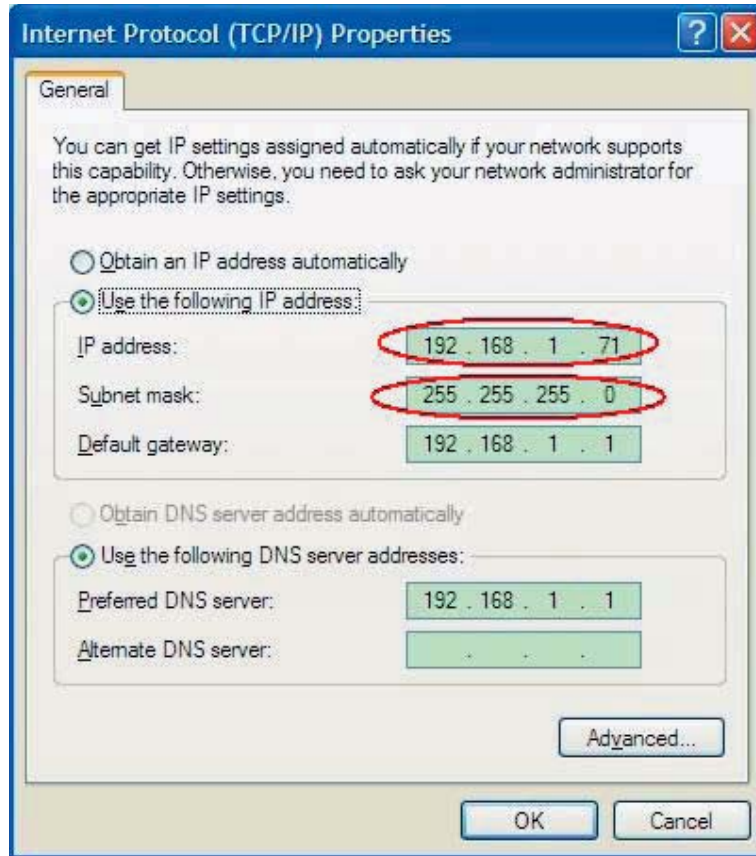 Internet Protocol (TCP/IP) Properties
General
You can get IP settings assigned automatically if your network supports
this capability. Otherwise, you need to ask your network administrator for
the appropriate IP settings.
Obtain an IP address automatically
Use the following IP address:
IP address: 192 . 168 . 1 . 71
Subnet mask: 255 . 255 . 255 . 0
Default gateway: 192 . 168 . 1 . 1
Obtain DNS server address automatically
Use the following DNS server addresses:
Preferred DNS server: 192 . 168 . 1 . 1
Alternate DNS server: . . .
Advanced...
OK Cancel